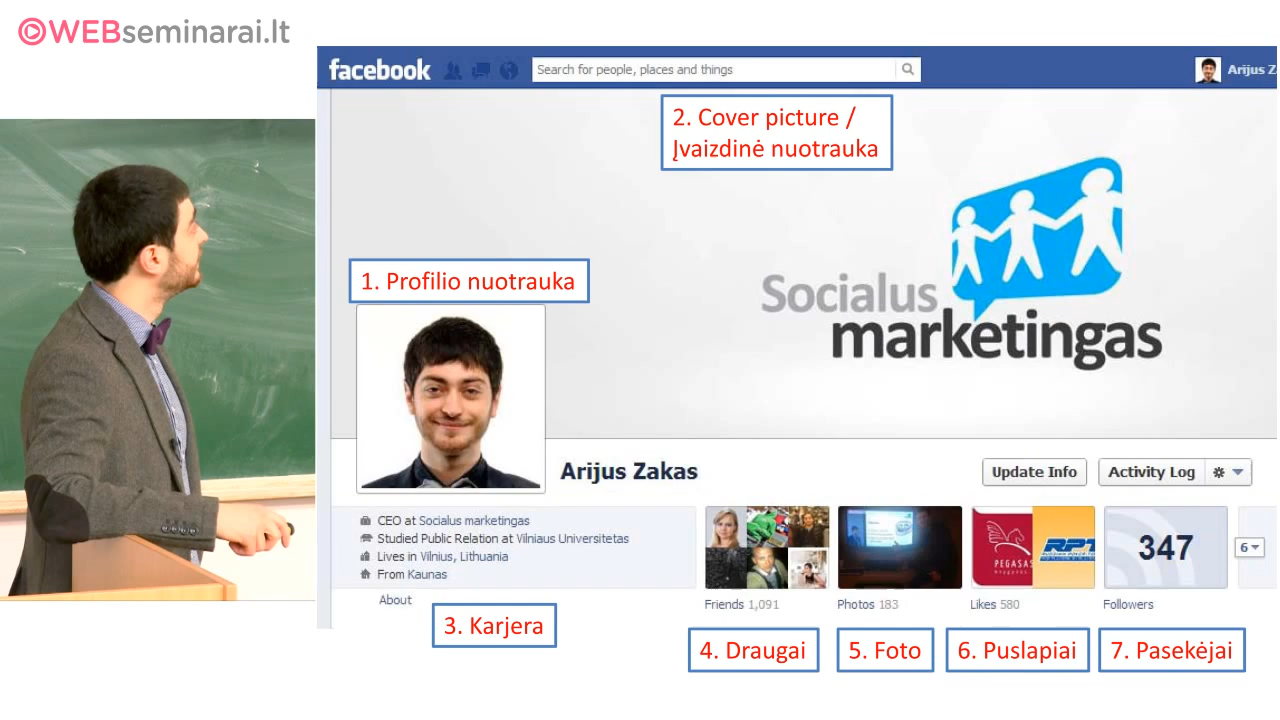 WEBseminarai.lt
facebook
Search for people, places and things
Arijus Z
2. Cover picture /
Įvaizdinė nuotrauka
Socialus
marketingas
1. Profilio nuotrauka
Arijus Zakas
Update Info
Activity Log
CEO at Socialus marketingas
Studied Public Relation at Vilniaus Universitetas
Lives in Vilnius, Lithuania
From Kaunas
About
PEGASAS
RPT
347
6
Friends 1,091
Photos 183
Likes 580
Followers
3. Karjera
4. Draugai
5. Foto
6. Puslapiai
7. Pasekėjai